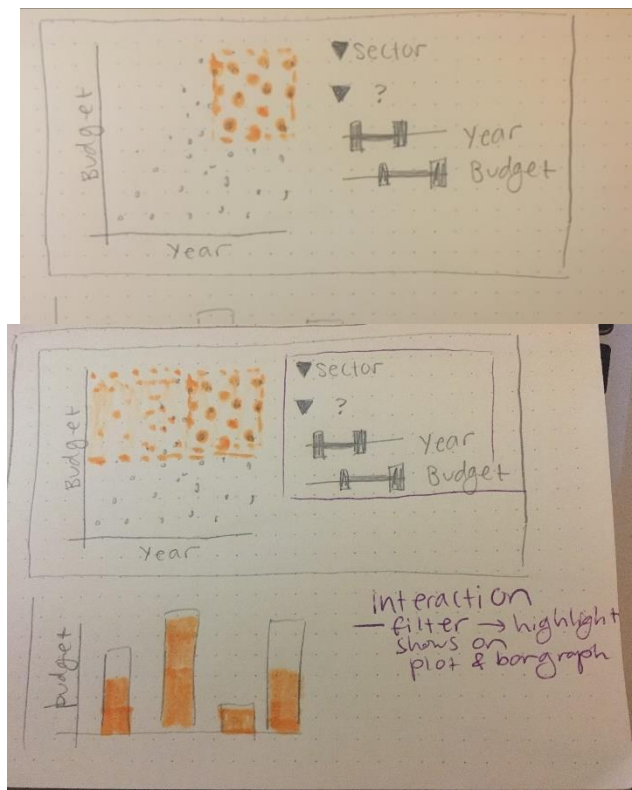 Budget
Year
▼ Sector
▼ ?
Year
Budget
Budget
Year
▼ Sector
▼ ?
Year
Budget
budget
interaction
— filter → highlight
shows on
plot & bargraph